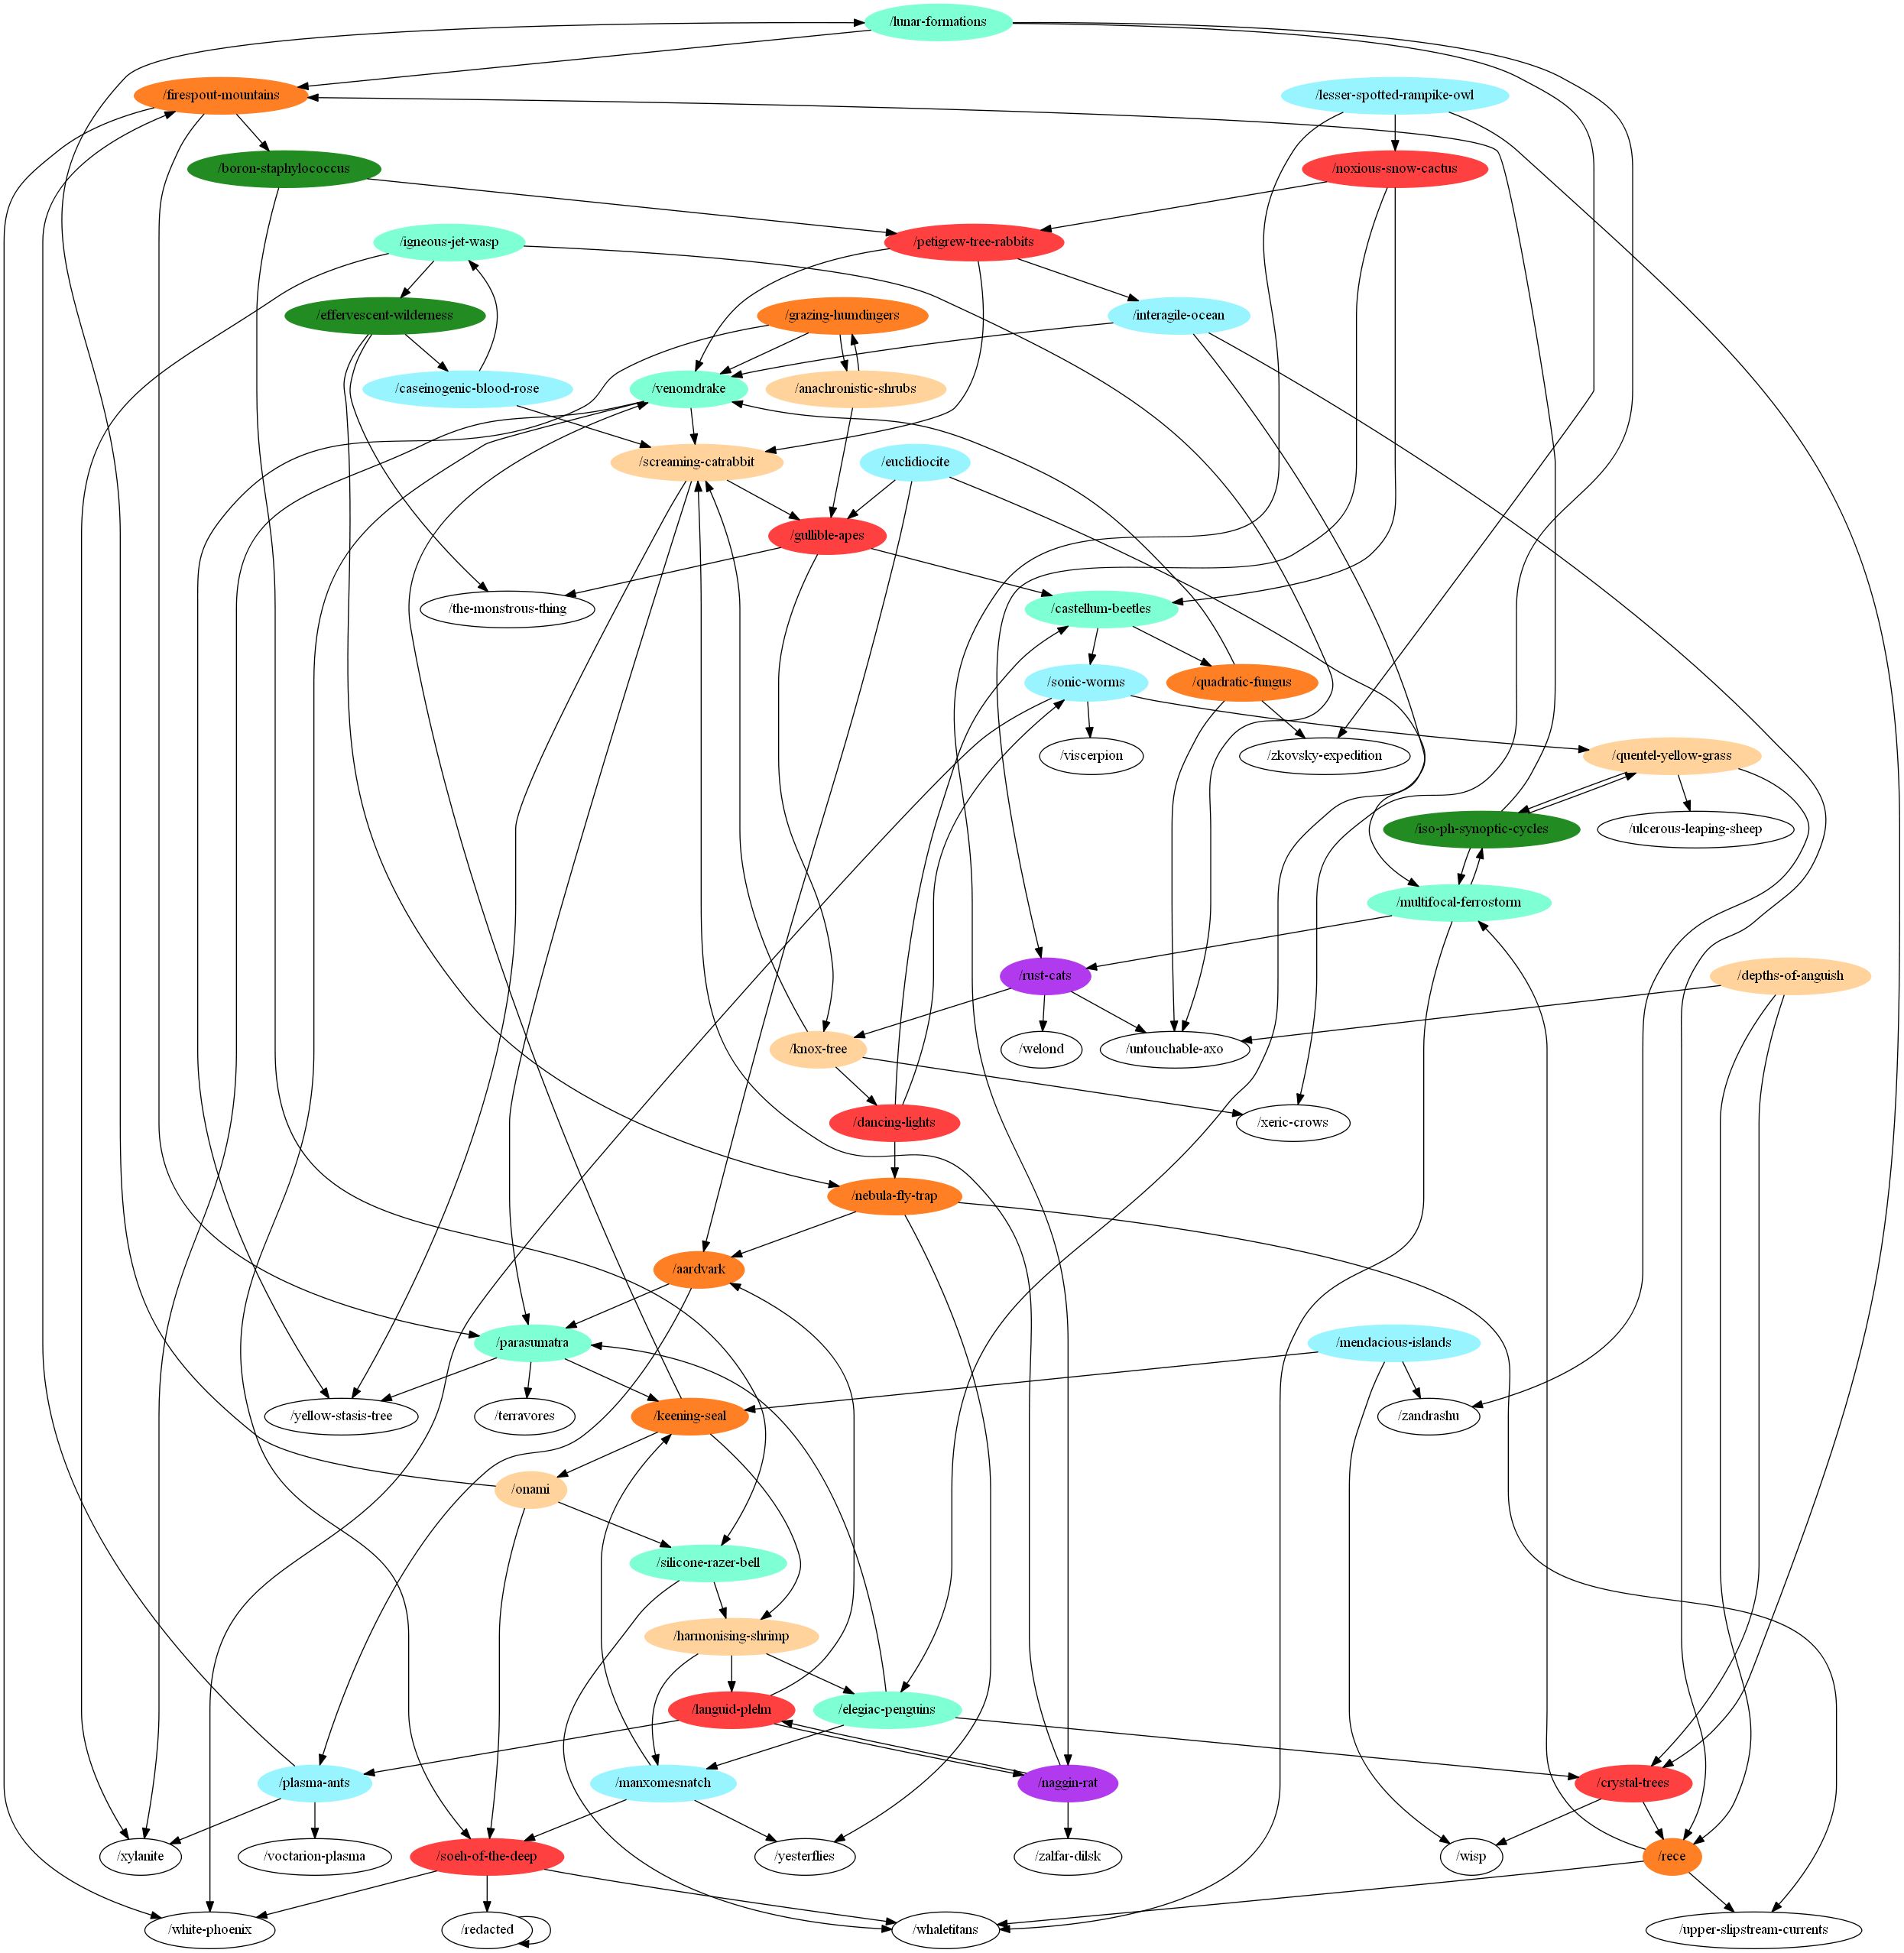 /lunar-formations
/firespout-mountains
/lesser-spotted-rampike-owl
/boron-staphylococcus
/noxious-snow-cactus
/igneous-jet-wasp
/petigrew-tree-rabbits
/effervescent-wilderness
/grazing-humdingers
/interagile-ocean
/caseinogenic-blood-rose
/venomdrake
/anachronistic-shrubs
/screaming-catrabbit
/euclidiocite
/gullible-apes
/the-monstrous-thing
/castellum-beetles
/sonic-worms
/quadratic-fungus
/viscerpion
/zkovsky-expedition
/quentel-yellow-grass
/iso-ph-synoptic-cycles
/ulcerous-leaping-sheep
/multifocal-ferrostorm
/rust-cats
/depths-of-anguish
/knox-tree
/welond
/untouchable-axo
/dancing-lights
/xeric-crows
/nebula-fly-trap
/aardvark
/parasumatra
/mendacious-islands
/yellow-stasis-tree
/terravores
/keening-seal
/zandrashu
/onami
/silicone-razer-bell
/harmonising-shrimp
/languid-plelm
/elegiac-penguins
/plasma-ants
/manxomesnatch
/naggin-rat
/crystal-trees
/xylanite
/voctarion-plasma
/soeh-of-the-deep
/yesterflies
/zalfar-dilsk
/wisp
/rece
/white-phoenix
/redacted
/whaletitans
/upper-slipstream-currents